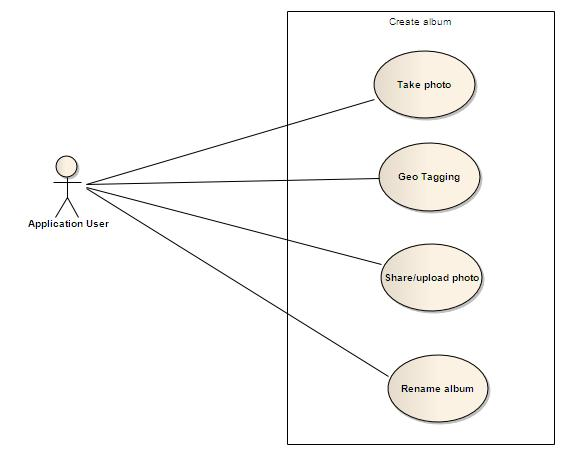 Create album
Take photo
Geo Tagging
Application User
Share/upload photo
Rename album